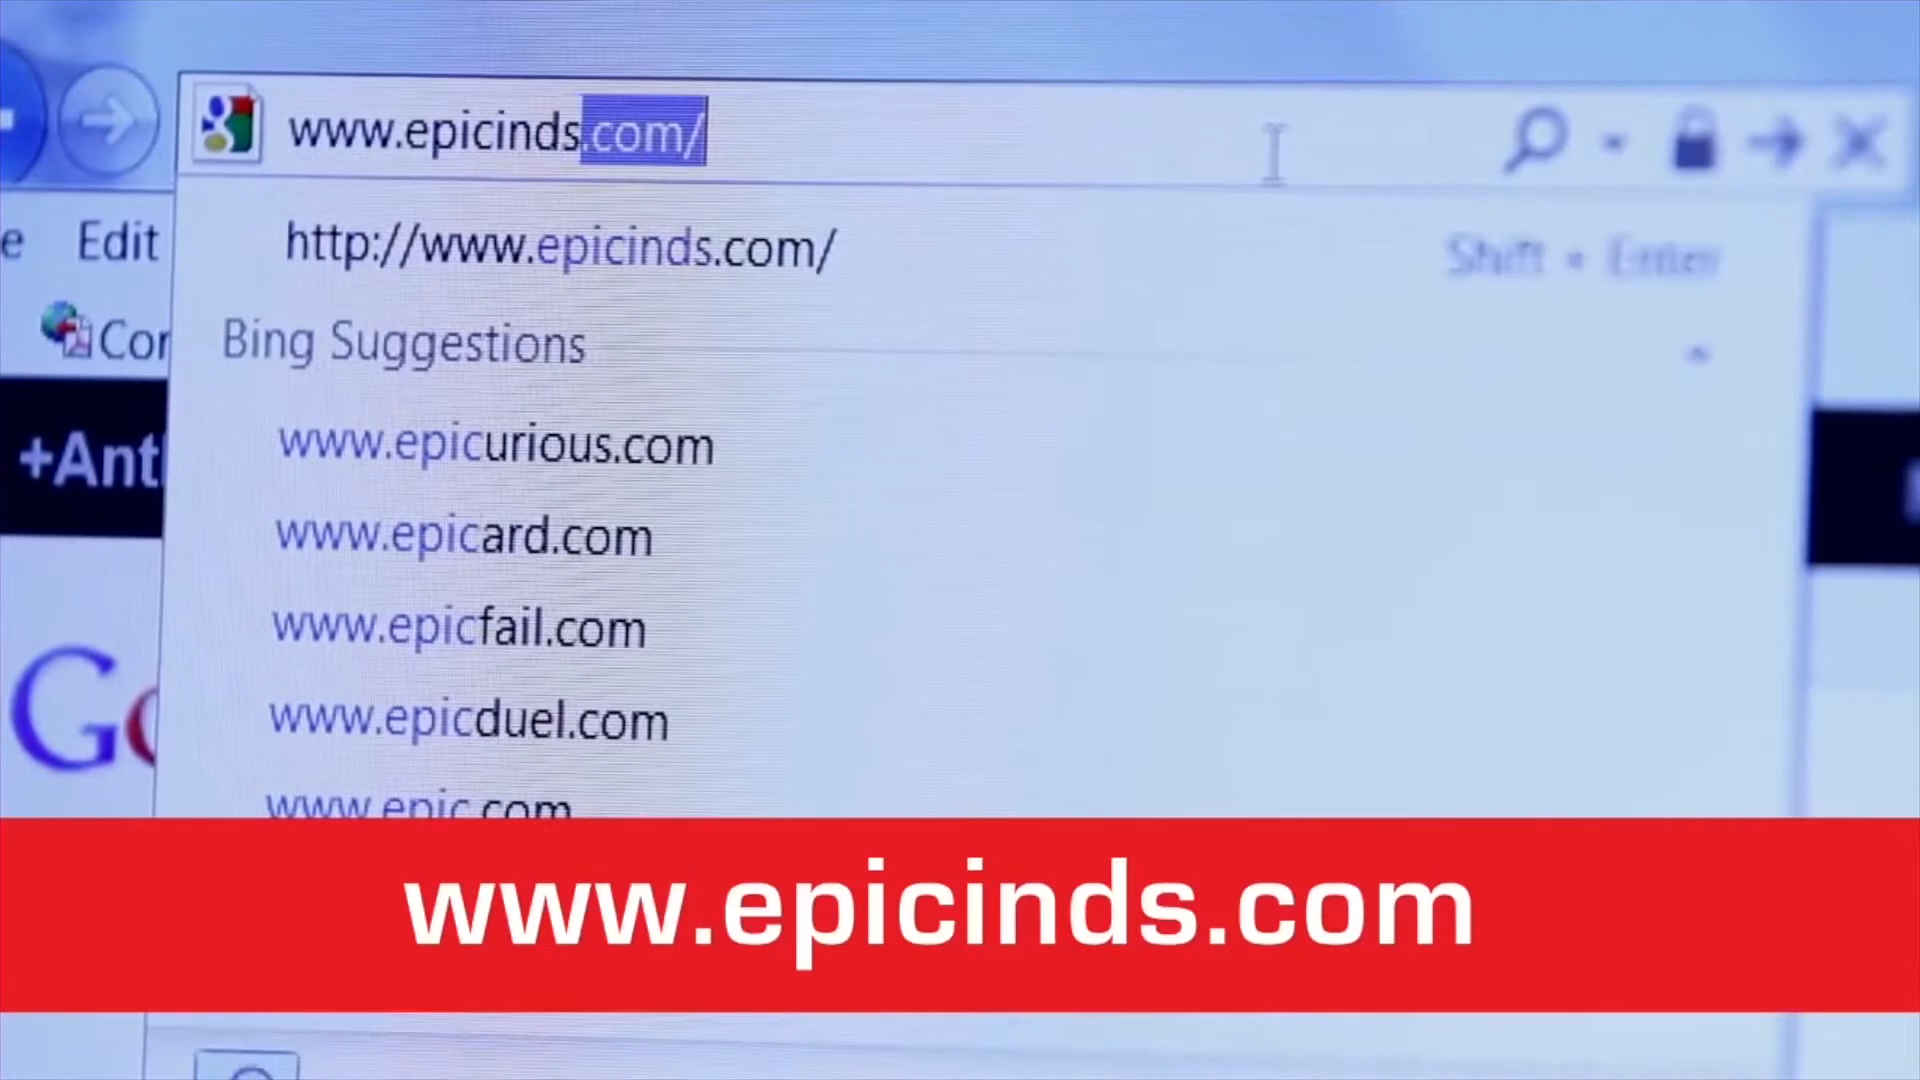 www.epicinds.com/
http://www.epicinds.com/
Shift + Enter
e Edit
Bing Suggestions
Cor
www.epicurious.com
+Ant
www.epicard.com
www.epicfail.com
www.epicduel.com
Go
www.epic.com
www.epicinds.com